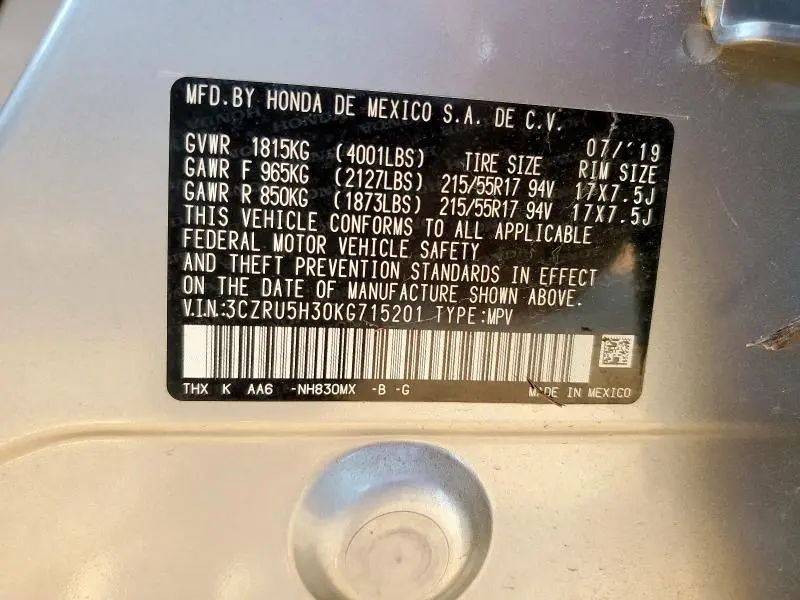 MFD. BY HONDA DE MEXICO S.A. DE C.V.
07/'19
GVWR 1815KG (4001LBS) TIRE SIZE RIM SIZE
GAWR F 965KG (2127LBS) 215/55R17 94V 17X7.5J
GAWR R 850KG (1873LBS) 215/55R17 94V 17X7.5J
THIS VEHICLE CONFORMS TO ALL APPLICABLE
FEDERAL MOTOR VEHICLE SAFETY
AND THEFT PREVENTION STANDARDS IN EFFECT
ON THE DATE OF MANUFACTURE SHOWN ABOVE.
V.I.N:3CZRU5H30KG715201 TYPE:MPV
THX K AA6 -NH830MX -B -G MADE IN MEXICO